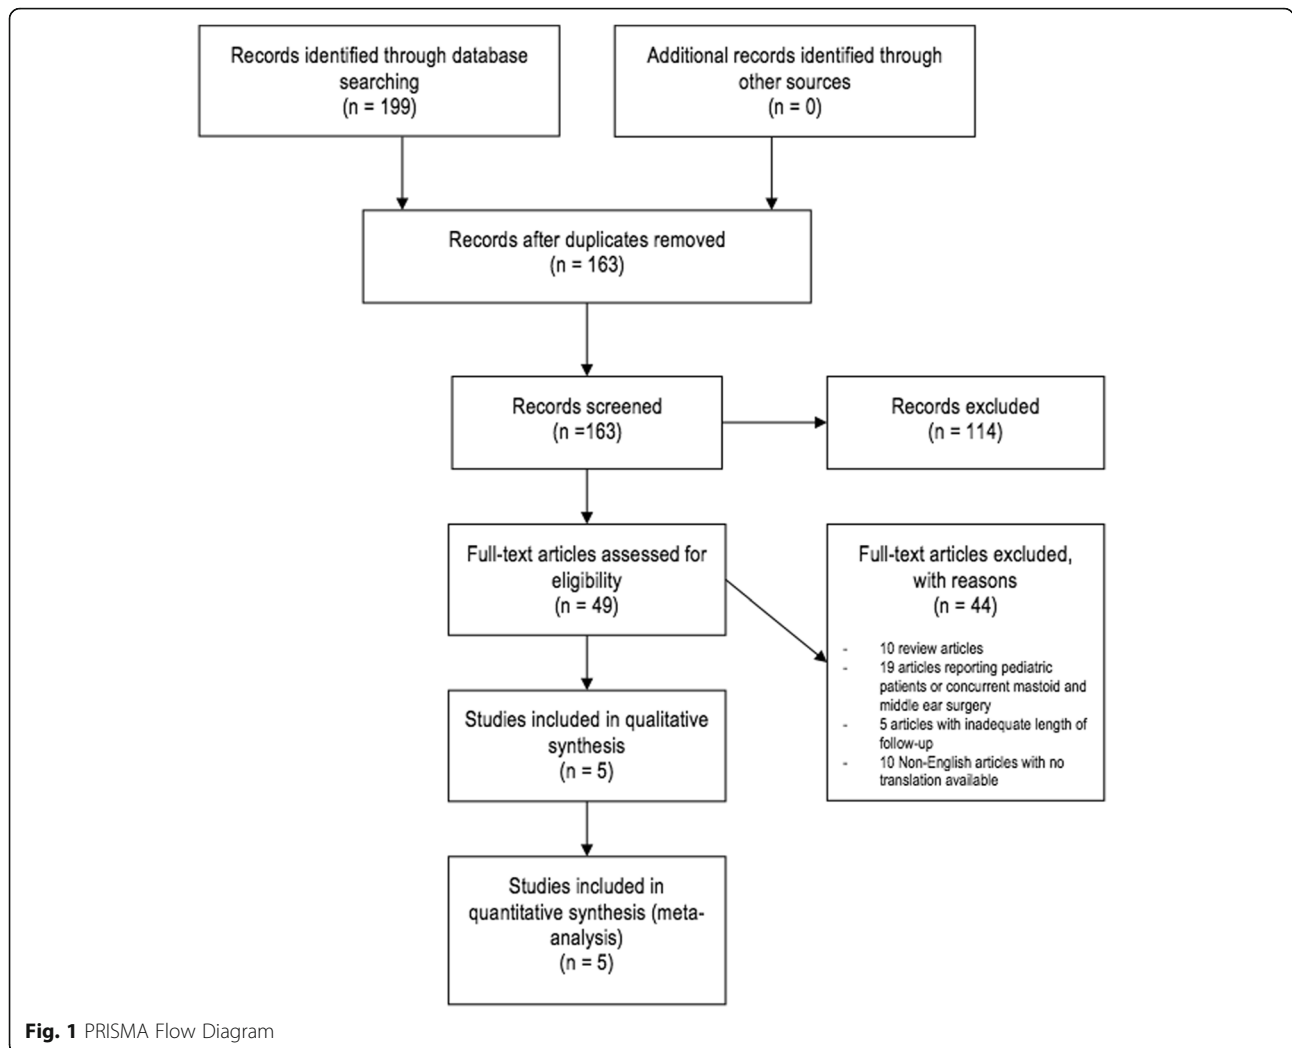 Records identified through database
searching
(n = 199)
Additional records identified through
other sources
(n = 0)
Records after duplicates removed
(n = 163)
Records screened
(n =163)
Records excluded
(n = 114)
Full-text articles assessed for
eligibility
(n = 49)
Full-text articles excluded,
with reasons
(n = 44)
- 10 review articles
- 19 articles reporting pediatric
patients or concurrent mastoid and
middle ear surgery
- 5 articles with inadequate length of
follow-up
- 10 Non-English articles with no
translation available
Studies included in qualitative
synthesis
(n = 5)
Studies included in
quantitative synthesis (meta-
analysis)
(n = 5)
Fig. 1 PRISMA Flow Diagram